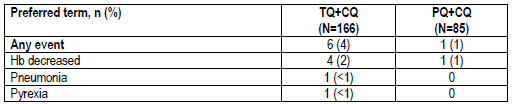 Preferred term, n (%) TQ+CQ (N=166) PQ+CQ (N=85)
Any event 6 (4) 1 (1)
Hb decreased 4 (2) 1 (1)
Pneumonia 1 (<1) 0
Pyrexia 1 (<1) 0